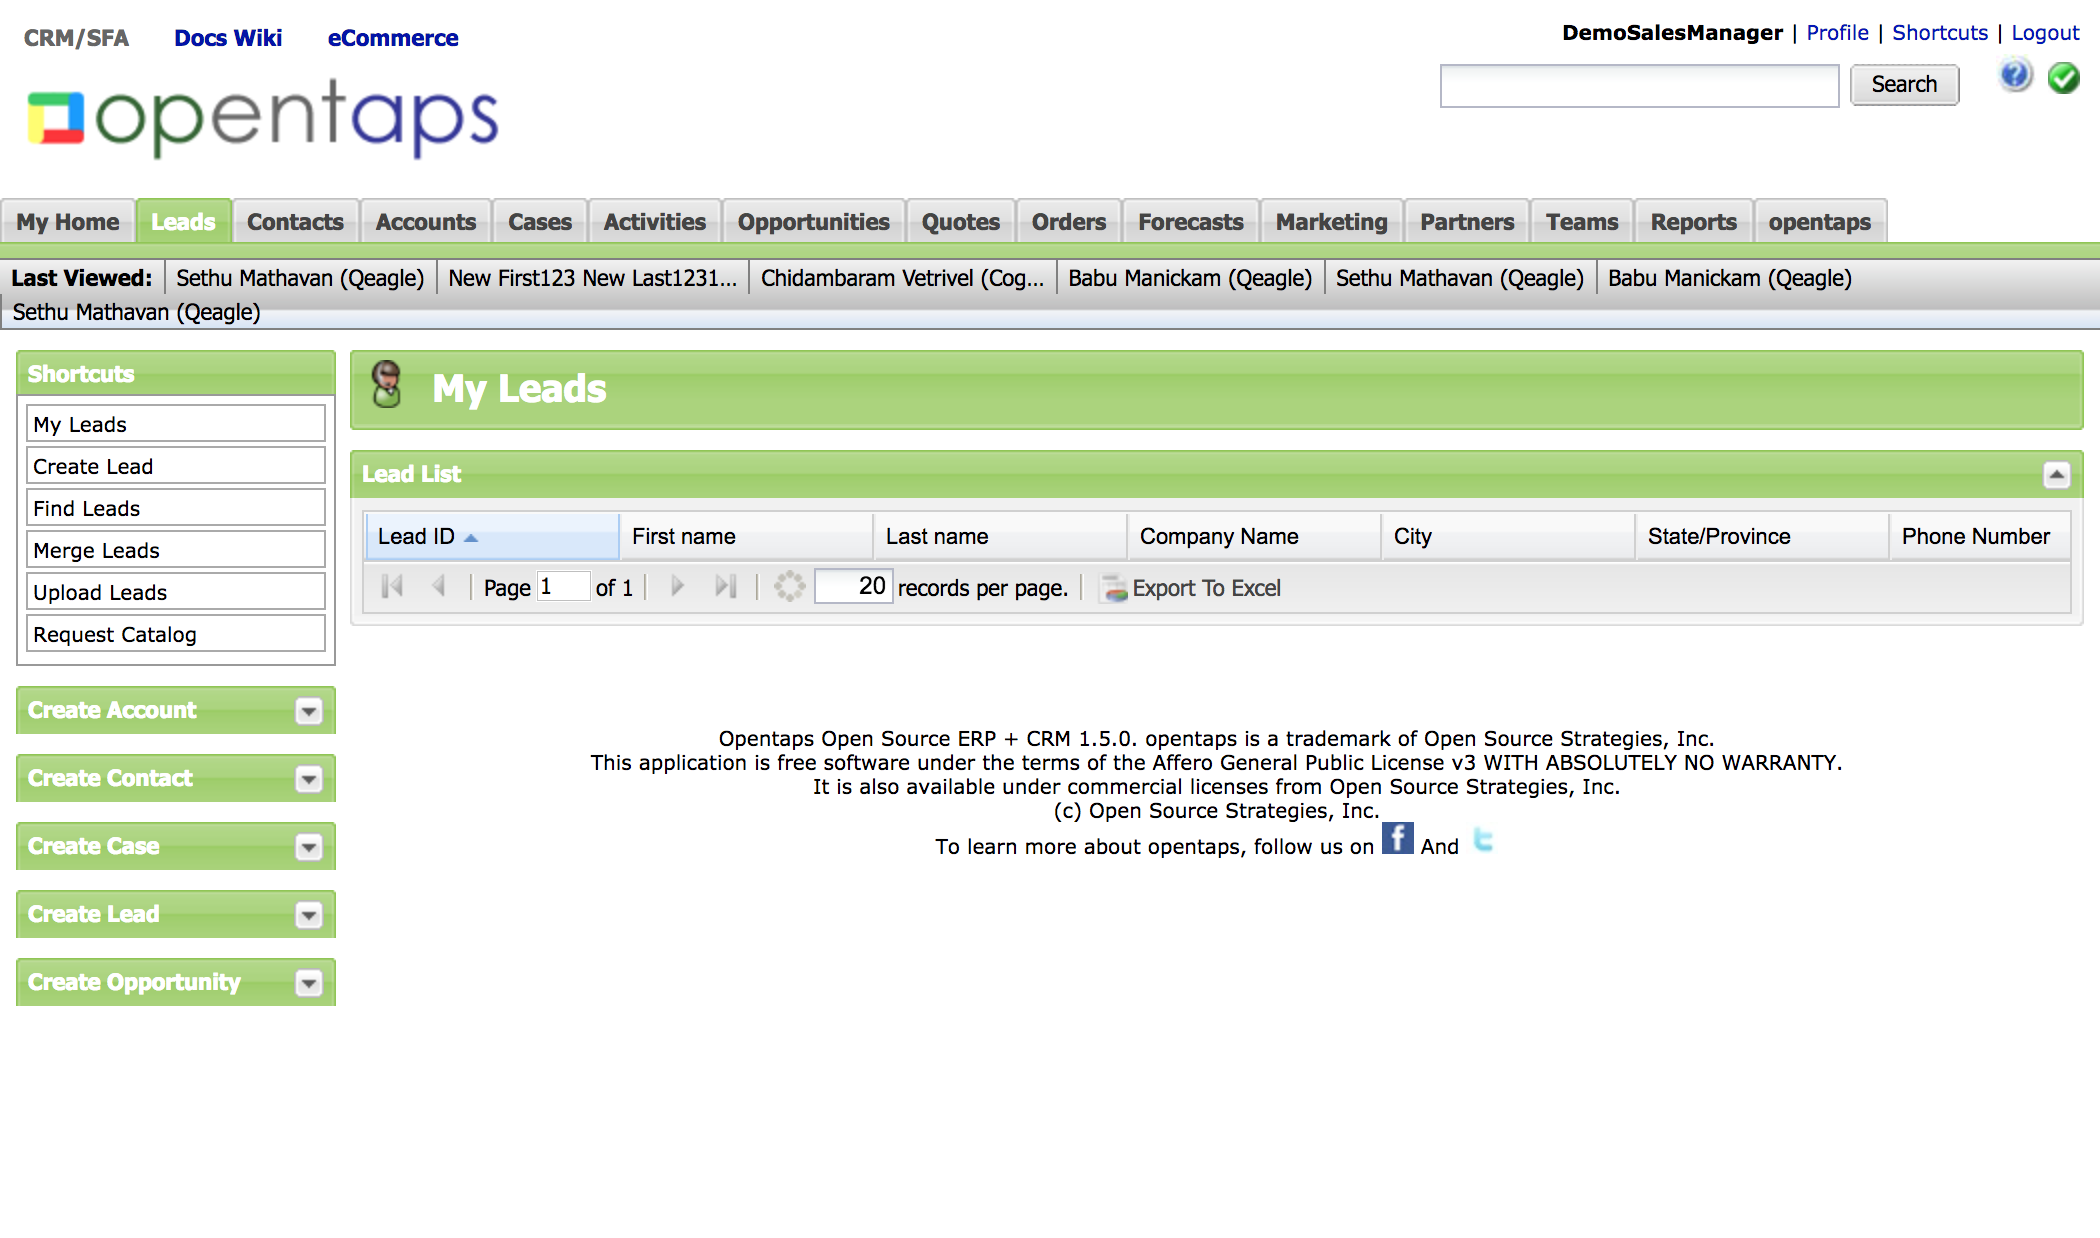 CRM/SFA Docs Wiki eCommerce
DemoSalesManager | Profile | Shortcuts | Logout
opentaps
Search
My Home Leads Contacts Accounts Cases Activities Opportunities Quotes Orders Forecasts Marketing Partners Teams Reports opentaps
Last Viewed: Sethu Mathavan (Qeagle) New First123 New Last1231... Chidambaram Vetrivel (Cog... Babu Manickam (Qeagle) Sethu Mathavan (Qeagle) Babu Manickam (Qeagle)
Sethu Mathavan (Qeagle)
Shortcuts
My Leads
Create Lead
Find Leads
Merge Leads
Upload Leads
Request Catalog
Create Account
Create Contact
Create Case
Create Lead
Create Opportunity
My Leads
Lead List
Lead ID First name Last name Company Name City State/Province Phone Number
Page 1 of 1 20 records per page. Export To Excel
Opentaps Open Source ERP + CRM 1.5.0. opentaps is a trademark of Open Source Strategies, Inc.
This application is free software under the terms of the Affero General Public License v3 WITH ABSOLUTELY NO WARRANTY.
It is also available under commercial licenses from Open Source Strategies, Inc.
(c) Open Source Strategies, Inc.
To learn more about opentaps, follow us on f And t